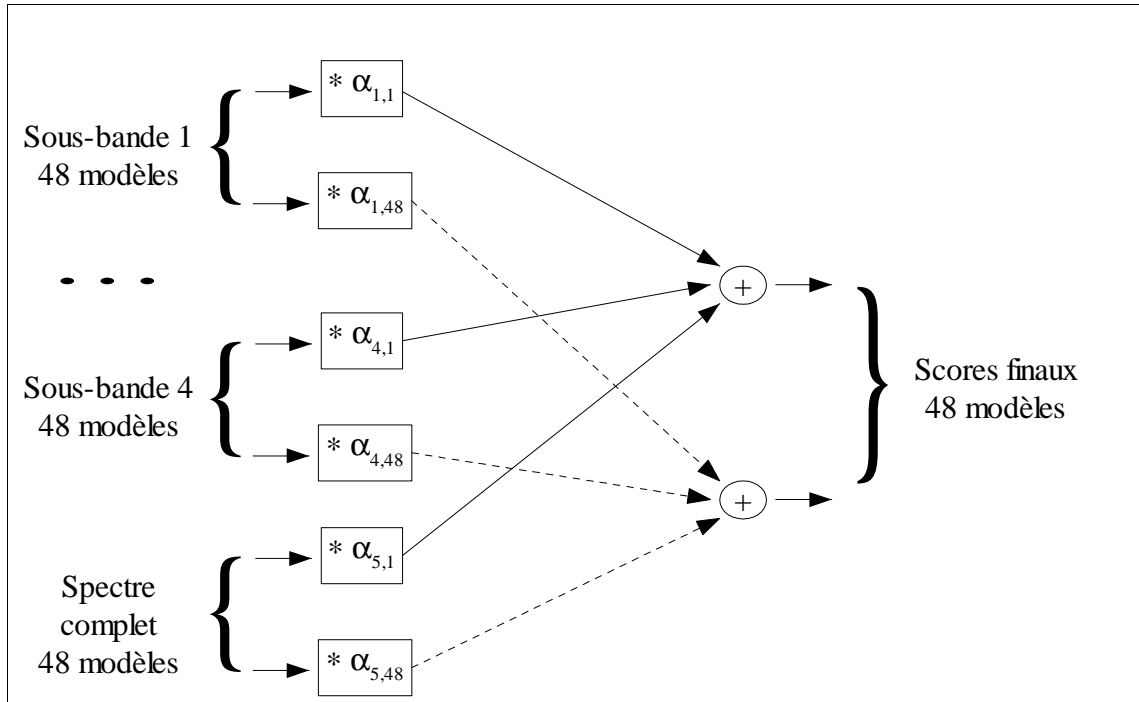 * α1,1
Sous-bande 1
48 modèles
* α1,48
. . .
* α4,1
Sous-bande 4
48 modèles
* α4,48
* α5,1
Spectre
complet
48 modèles
* α5,48
+
+
Scores finaux
48 modèles